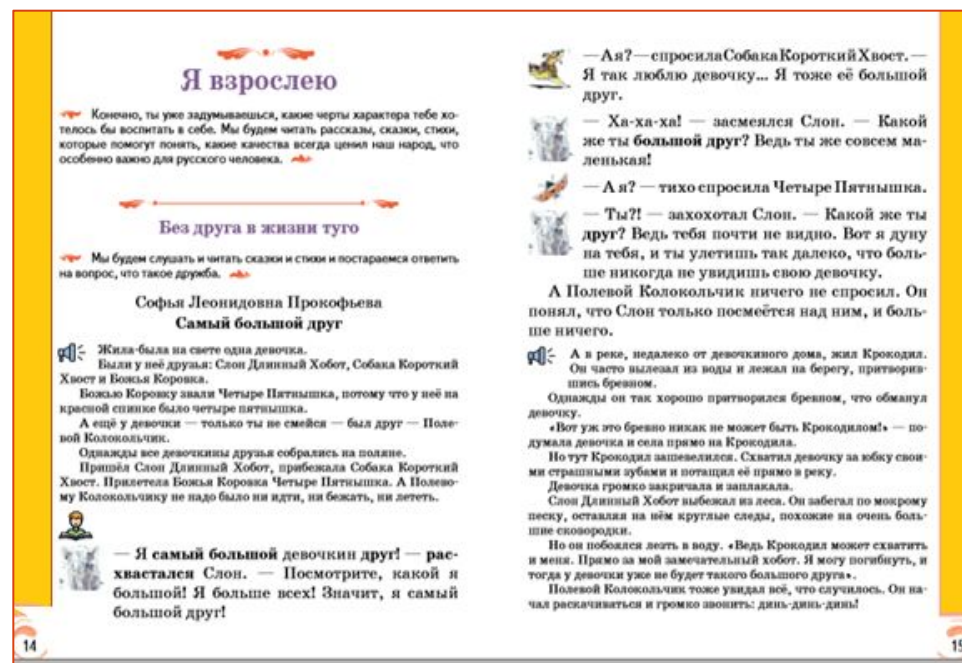 Я взрослею
Конечно, ты уже задумываешься, какие черты характера тебе хо-
телось бы воспитать в себе. Мы будем читать рассказы, сказки, стихи,
которые помогут понять, какие качества всегда ценил наш народ, что
особенно важно для русского человека.
Без друга в жизни туго
Мы будем слушать и читать сказки и стихи и постараемся ответить
на вопрос, что такое дружба.
Софья Леонидовна Прокофьева
Самый большой друг
Жила-была на свете одна девочка.
Были у неё друзья: Слон Длинный Хобот, Собака Короткий
Хвост и Божья Коровка.
Божью Коровку звали Четыре Пятнышка, потому что у неё на
красной спинке было четыре пятнышка.
А ещё у девочки — только ты не смейся — был друг — Поле-
вой Колокольчик.
Однажды все девочкины друзья собрались на поляне.
Пришёл Слон Длинный Хобот, прибежала Собака Короткий
Хвост. Прилетела Божья Коровка Четыре Пятнышка. А Полево-
му Колокольчику не надо было ни идти, ни бежать, ни лететь.
— Я самый большой девочкин друг! — рас-
хвастался Слон. — Посмотрите, какой я
большой! Я больше всех! Значит, я самый
большой друг!
14
— А я? — спросила Собака Короткий Хвост. —
Я так люблю девочку... Я тоже её большой
друг.
— Ха-ха-ха! — засмеялся Слон. — Какой
же ты большой друг? Ведь ты же совсем ма-
ленькая!
— А я? — тихо спросила Четыре Пятнышка.
— Ты?! — захохотал Слон. — Какой же ты
друг? Ведь тебя почти не видно. Вот я дуну
на тебя, и ты улетишь так далеко, что боль-
ше никогда не увидишь свою девочку.
А Полевой Колокольчик ничего не спросил. Он
понял, что Слон только посмеётся над ним, и боль-
ше ничего.
А в реке, недалеко от девочкиного дома, жил Крокодил.
Он часто вылезал из воды и лежал на берегу, притворив-
шись бревном.
Однажды он так хорошо притворился бревном, что обманул
девочку.
«Вот уж это бревно никак не может быть Крокодилом!» — по-
думала девочка и села прямо на Крокодила.
Но тут Крокодил зашевелился. Схватил девочку за юбку свои-
ми страшными зубами и потащил её прямо в реку.
Девочка громко закричала и заплакала.
Слон Длинный Хобот выбежал из леса. Он забегал по мокрому
песку, оставляя на нём круглые следы, похожие на очень боль-
шие сковородки.
Но он побоялся лезть в воду. «Ведь Крокодил может схватить
и меня. Прямо за мой замечательный хобот. Я могу погибнуть, и
тогда у девочки уже не будет такого большого друга».
Полевой Колокольчик тоже увидал всё, что случилось. Он на-
чал раскачиваться и громко звонить: динь-динь-динь!
15